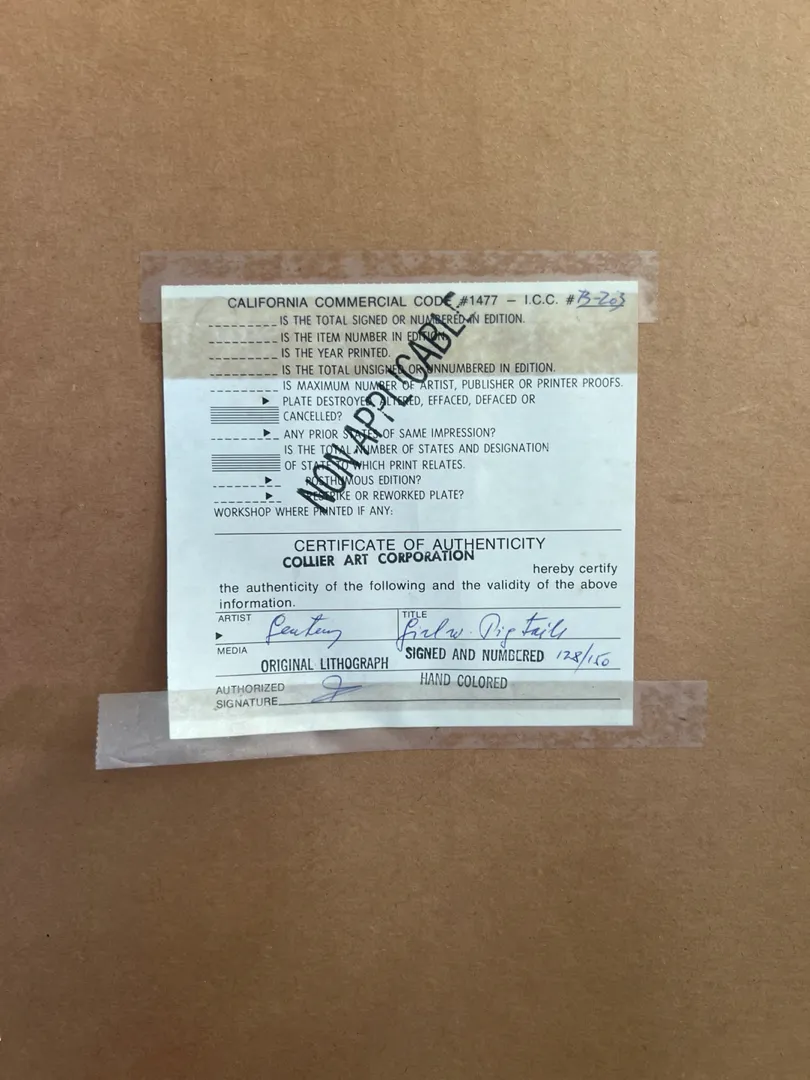 CALIFORNIA COMMERCIAL CODE #1477 – I.C.C. # B-203
IS THE TOTAL SIGNED OR NUMBERED IN EDITION.
IS THE ITEM NUMBER IN EDITION.
IS THE YEAR PRINTED.
IS THE TOTAL UNSIGNED OR UNNUMBERED IN EDITION.
IS MAXIMUM NUMBER OF ARTIST, PUBLISHER OR PRINTER PROOFS.
PLATE DESTROYED, ALTERED, EFFACED, DEFACED OR
CANCELLED?
ANY PRIOR STATES OF SAME IMPRESSION?
IS THE TOTAL NUMBER OF STATES AND DESIGNATION
OF STATE TO WHICH PRINT RELATES.
POSTHUMOUS EDITION?
RESTRIKE OR REWORKED PLATE?
NON APPLICABLE
WORKSHOP WHERE PRINTED IF ANY:
CERTIFICATE OF AUTHENTICITY
COLLIER ART CORPORATION
hereby certify
the authenticity of the following and the validity of the above
information.
ARTIST TITLE Girl w. Pig tails
MEDIA ORIGINAL LITHOGRAPH SIGNED AND NUMBERED 128/150
HAND COLORED
AUTHORIZED
SIGNATURE